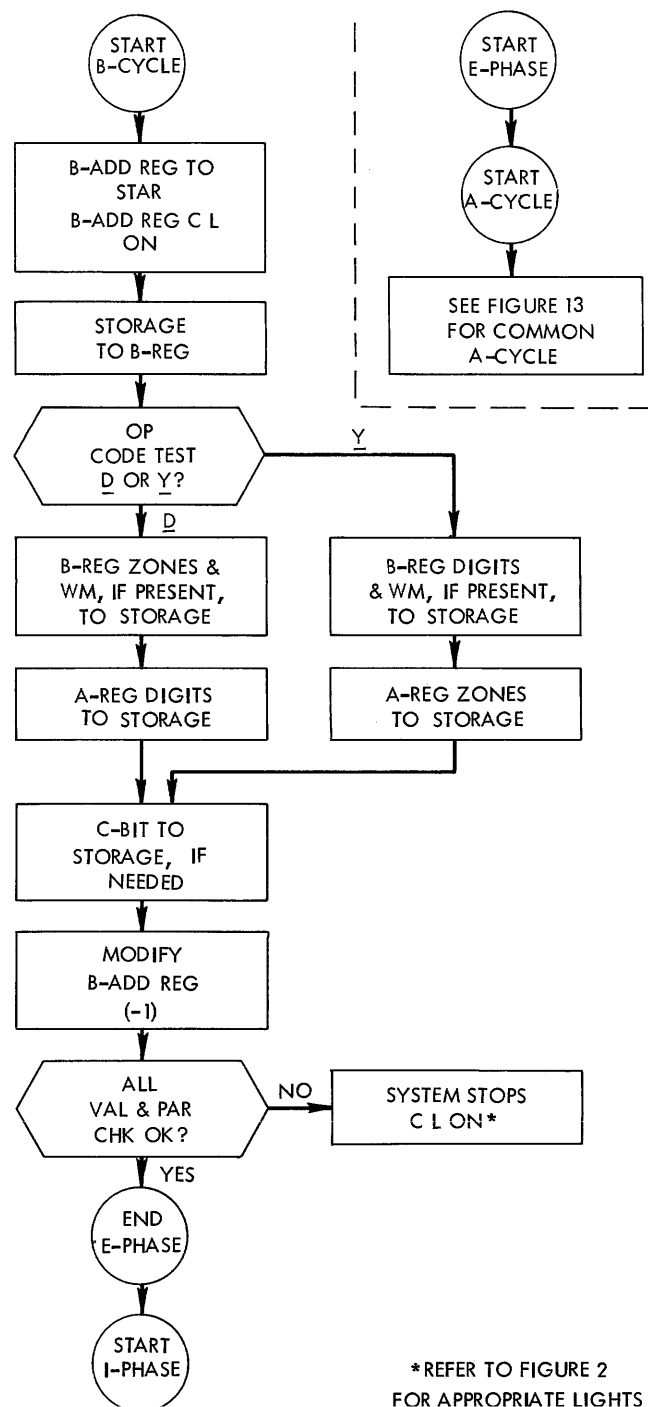 START
B-CYCLE
B-ADD REG TO
STAR
B-ADD REG C L
ON
STORAGE
TO B-REG
OP
CODE TEST
D OR Y?
Y
D
B-REG ZONES &
WM, IF PRESENT,
TO STORAGE
B-REG DIGITS
& WM, IF PRESENT,
TO STORAGE
A-REG DIGITS
TO STORAGE
A-REG ZONES
TO STORAGE
C-BIT TO
STORAGE, IF
NEEDED
MODIFY
B-ADD REG
(-1)
ALL
VAL & PAR
CHK OK?
NO
SYSTEM STOPS
C L ON*
YES
END
E-PHASE
START
I-PHASE
START
E-PHASE
START
A-CYCLE
SEE FIGURE 13
FOR COMMON
A-CYCLE
*REFER TO FIGURE 2
FOR APPROPRIATE LIGHTS